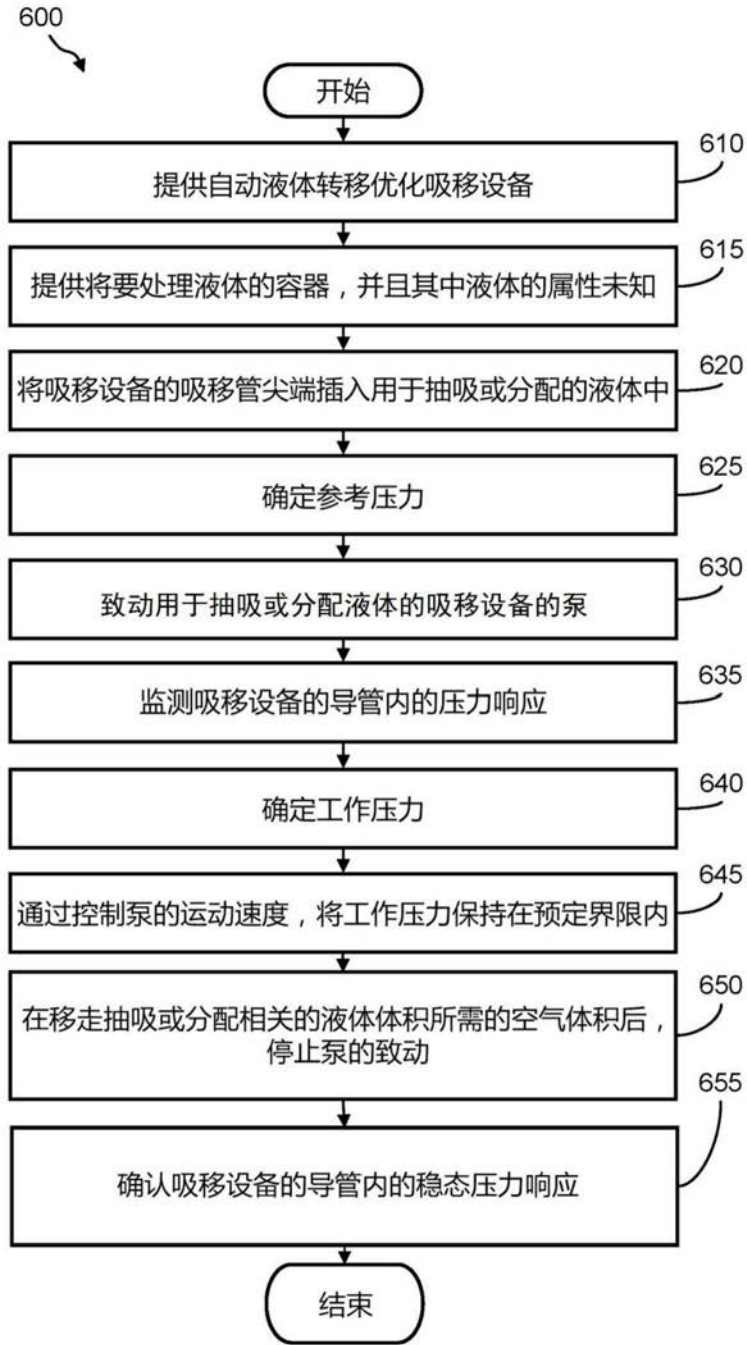 600
开始
610
提供自动液体转移优化吸移设备
615
提供将要处理液体的容器，并且其中液体的属性未知
620
将吸移设备的吸移管尖端插入用于抽吸或分配的液体中
625
确定参考压力
630
致动用于抽吸或分配液体的吸移设备的泵
635
监测吸移设备的导管内的压力响应
640
确定工作压力
645
通过控制泵的运动速度，将工作压力保持在预定界限内
650
在移走抽吸或分配相关的液体体积所需的空气体积后，
停止泵的致动
655
确认吸移设备的导管内的稳态压力响应
结束